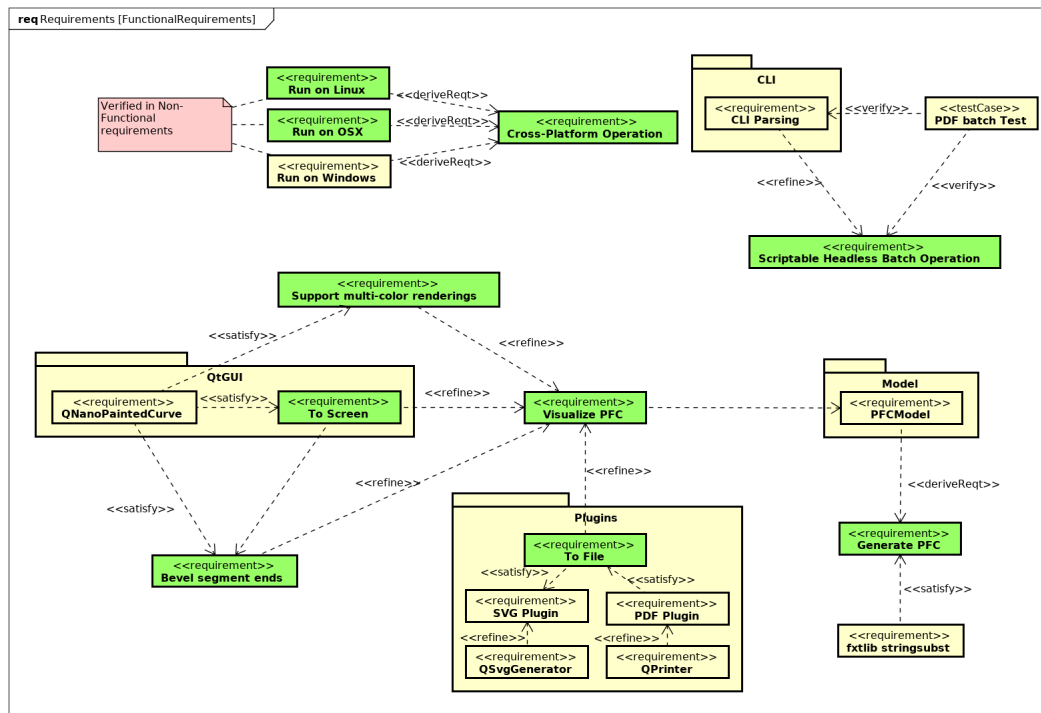 req Requirements [FunctionalRequirements]
Verified in Non-
Functional
requirements
<<requirement>>
Run on Linux
<<requirement>>
Run on OSX
<<requirement>>
Run on Windows
<<deriveReqt>>
<<deriveReqt>>
<<deriveReqt>>
<<requirement>>
Cross-Platform Operation
CLI
<<requirement>>
CLI Parsing
<<verify>>
<<testCase>>
PDF batch Test
<<refine>>
<<verify>>
<<requirement>>
Scriptable Headless Batch Operation
<<requirement>>
Support multi-color renderings
<<satisfy>>
<<refine>>
QtGUI
<<requirement>>
QNanoPaintedCurve
<<satisfy>>
<<requirement>>
To Screen
<<refine>>
<<requirement>>
Visualize PFC
Model
<<requirement>>
PFCModel
<<satisfy>>
<<refine>>
<<refine>>
<<deriveReqt>>
<<requirement>>
Bevel segment ends
Plugins
<<requirement>>
To File
<<satisfy>>
<<satisfy>>
<<requirement>>
SVG Plugin
<<requirement>>
PDF Plugin
<<refine>>
<<refine>>
<<requirement>>
QSvgGenerator
<<requirement>>
QPrinter
<<requirement>>
Generate PFC
<<satisfy>>
<<requirement>>
fxtlib stringsubst